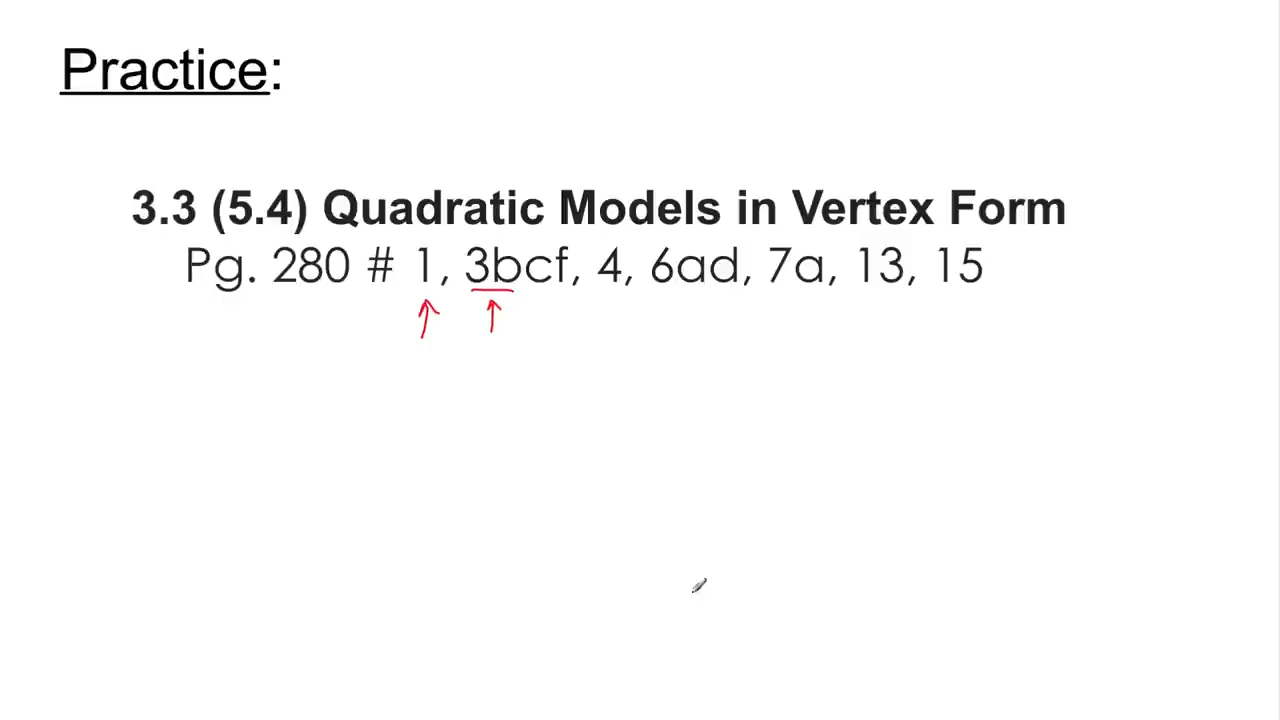 Practice:
3.3 (5.4) Quadratic Models in Vertex Form
Pg. 280 # 1, 3bcf, 4, 6ad, 7a, 13, 15